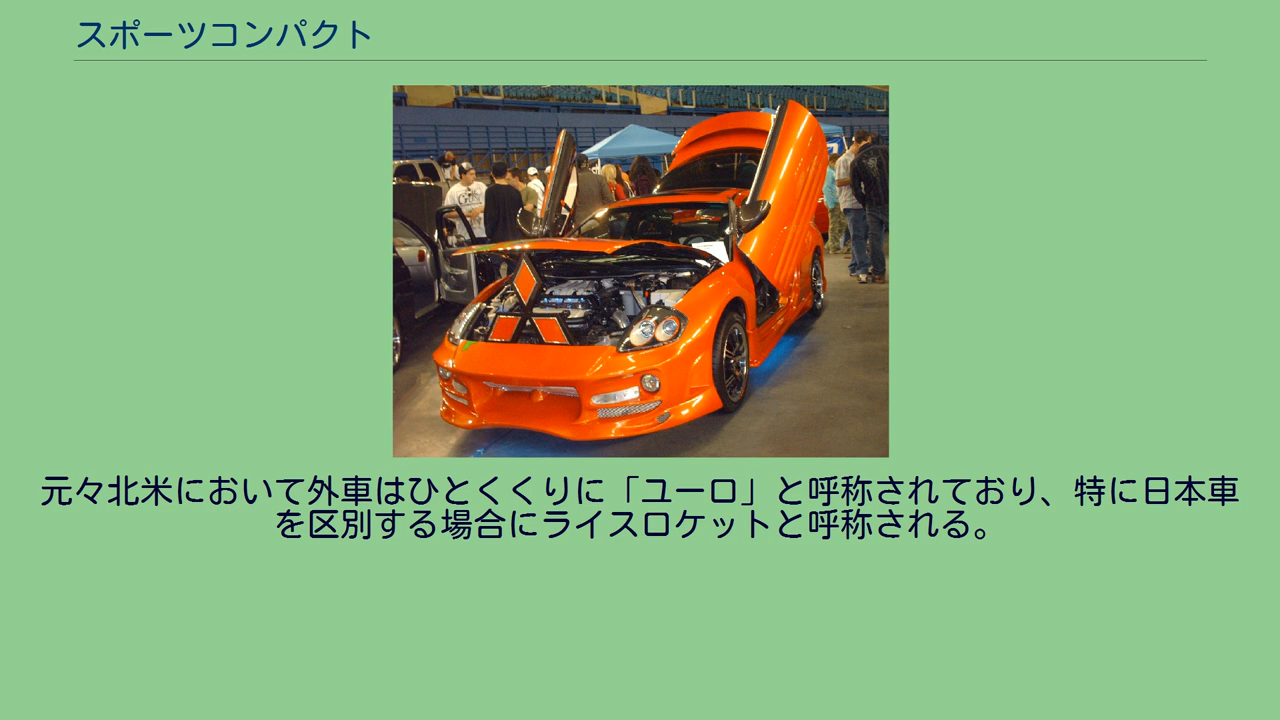 スポーツコンパクト
元々北米において外車はひとくくりに「ユーロ」と呼称されており、特に日本車
を区別する場合にライスロケットと呼称される。